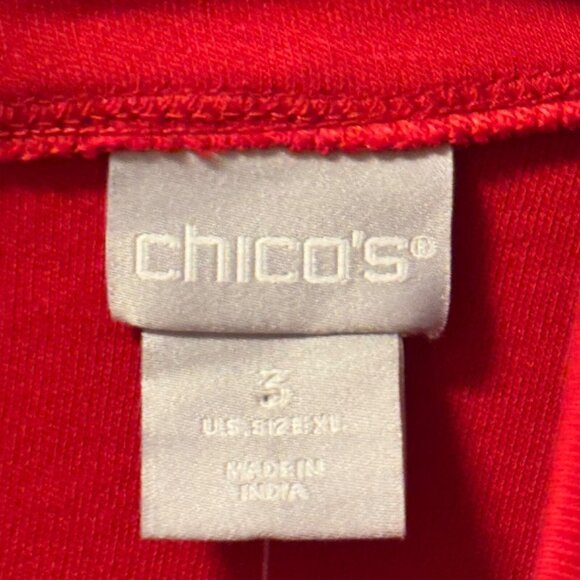 chico's®
3
U.S. SIZE: XL
MADE IN
INDIA